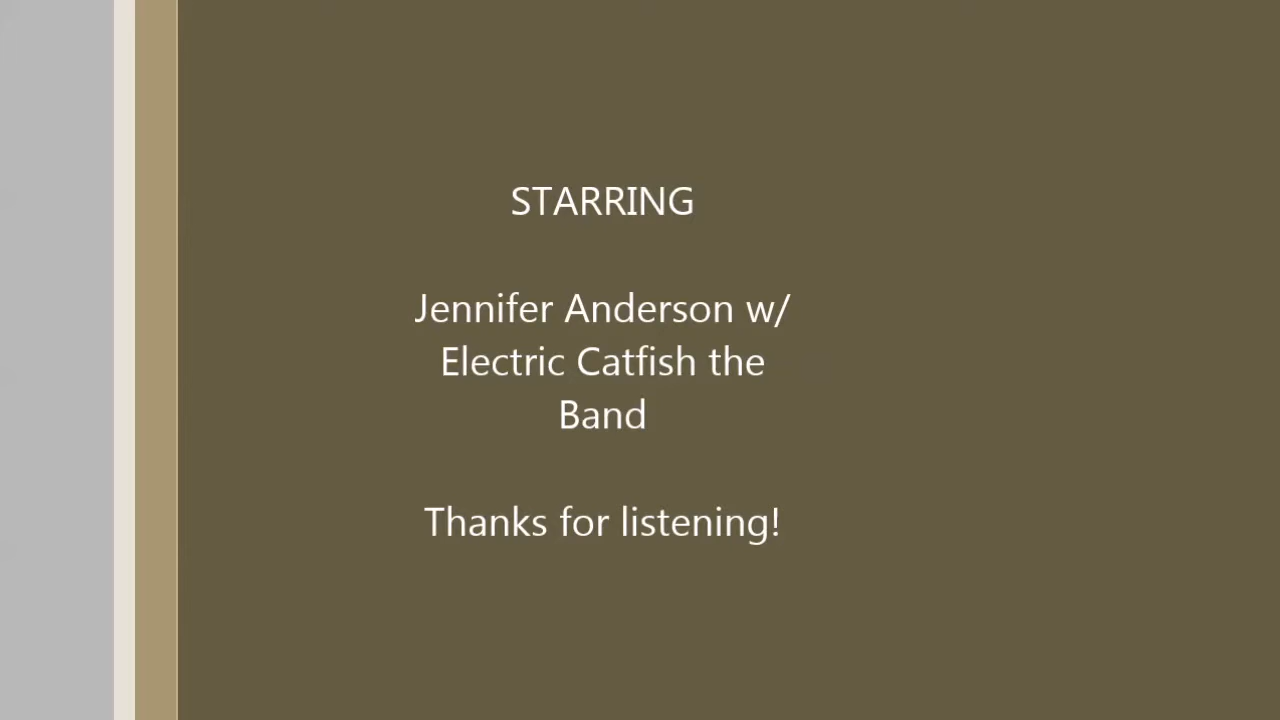 STARRING
Jennifer Anderson w/
Electric Catfish the
Band
Thanks for listening!